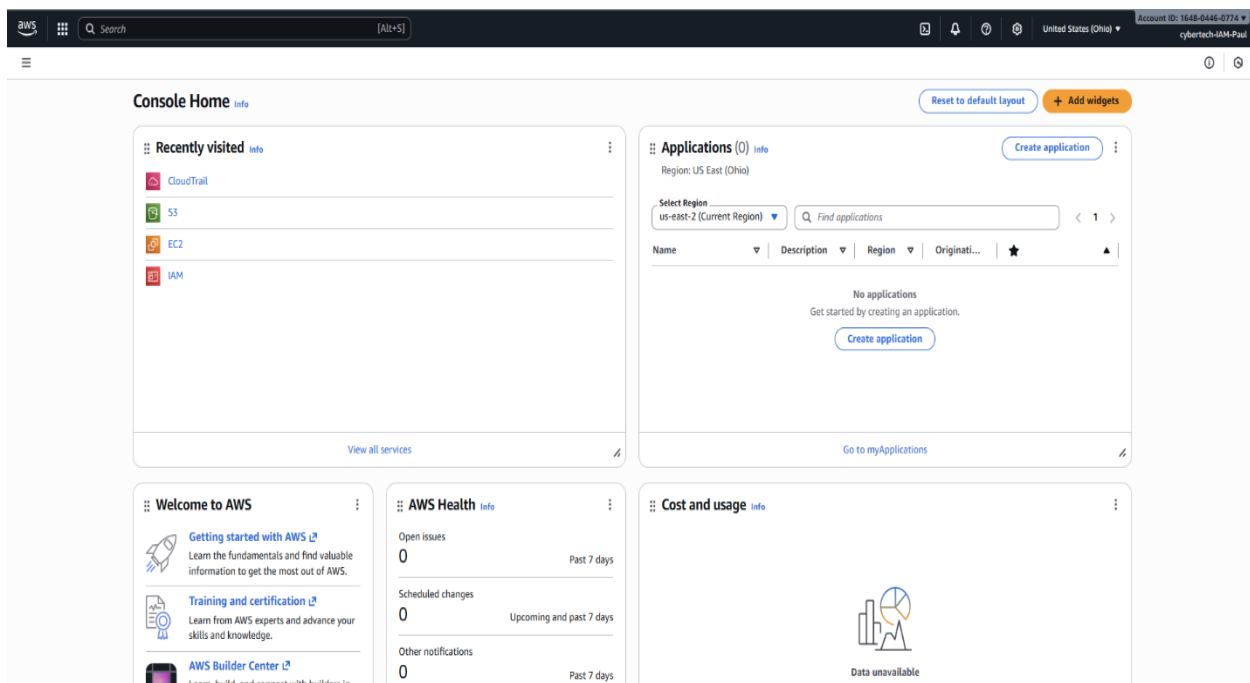 aws
Search [Alt+S]
United States (Ohio) ▼
Account ID: 1648-0446-0774 ▼
cybertech-IAM-Paul
Console Home Info
Reset to default layout
+ Add widgets
Recently visited Info
CloudTrail
S3
EC2
IAM
View all services
Applications (0) Info
Create application
Region: US East (Ohio)
Select Region
us-east-2 (Current Region) ▼
Find applications
1
Name
Description
Region
Originati...
No applications
Get started by creating an application.
Create application
Go to myApplications
Welcome to AWS
Getting started with AWS
Learn the fundamentals and find valuable
information to get the most out of AWS.
Training and certification
Learn from AWS experts and advance your
skills and knowledge.
AWS Builder Center
Learn, build, and connect with builders in
AWS Health Info
Open issues
0 Past 7 days
Scheduled changes
0 Upcoming and past 7 days
Other notifications
0 Past 7 days
Cost and usage Info
Data unavailable